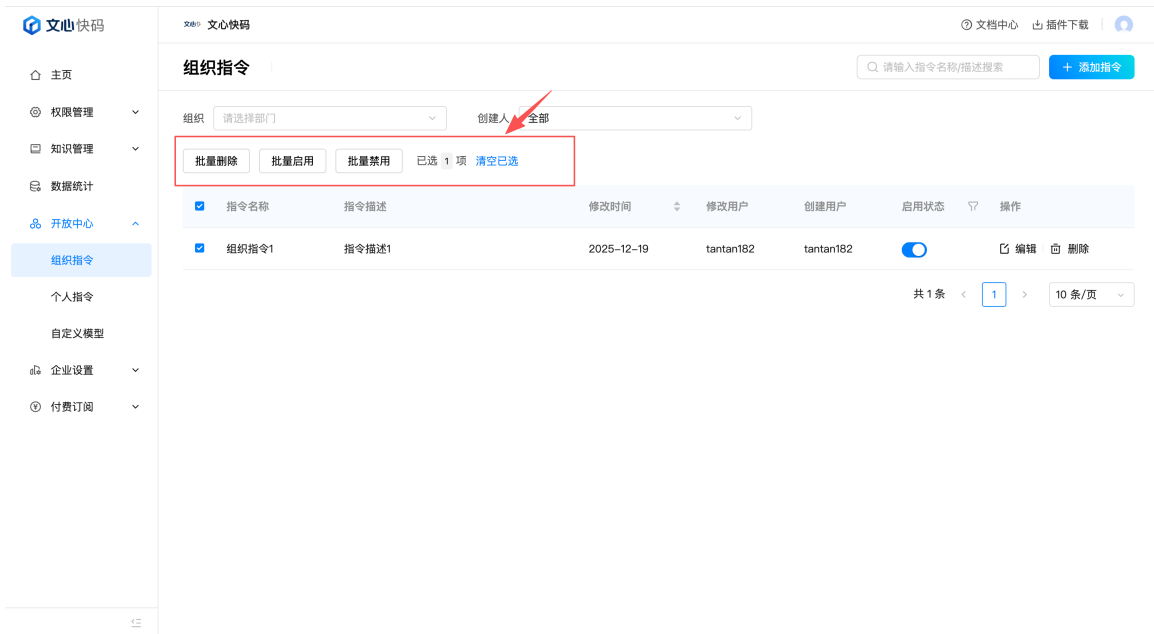 文心快码
文心快码 文心快码
文档中心 插件下载
主页
权限管理
知识管理
数据统计
开放中心
组织指令
个人指令
自定义模型
企业设置
付费订阅
组织指令
请输入指令名称/描述搜索
+ 添加指令
组织 请选择部门 创建人 全部
批量删除 批量启用 批量禁用 已选 1 项 清空已选
指令名称 指令描述 修改时间 修改用户 创建用户 启用状态 操作
组织指令1 指令描述1 2025-12-19 tantan182 tantan182 编辑 删除
共 1 条 < 1 > 10 条/页